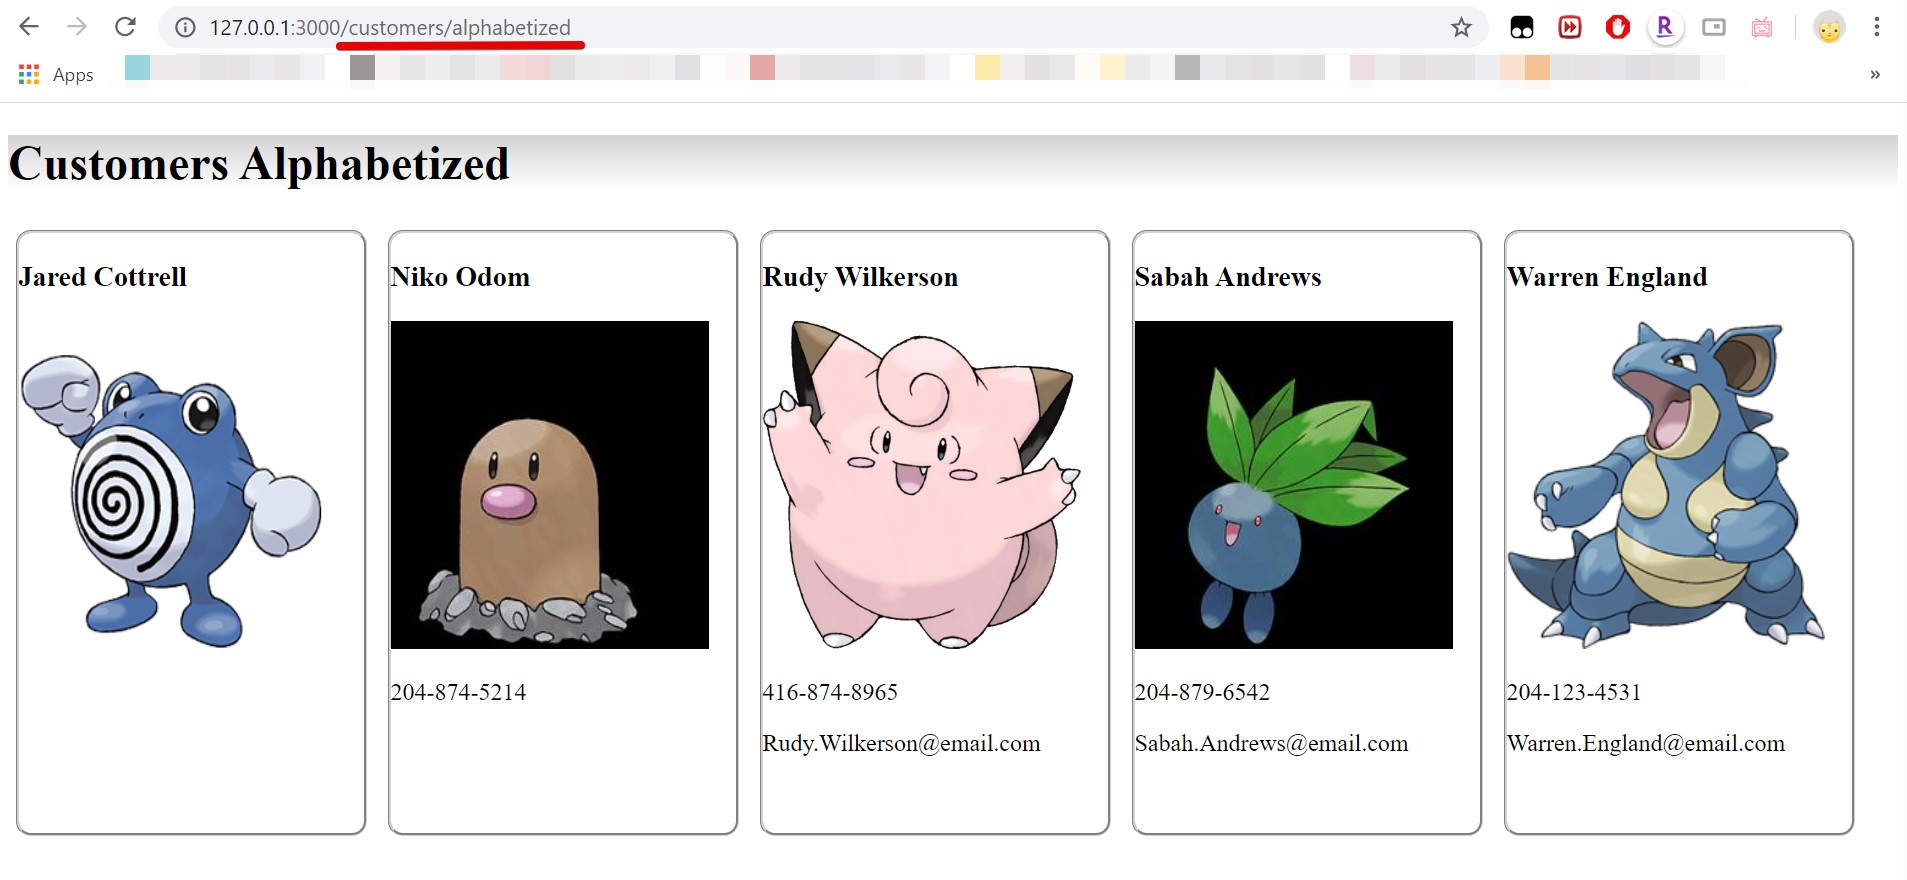 127.0.0.1:3000/customers/alphabetized
R
Apps
»
Customers Alphabetized
Jared Cottrell
Niko Odom
204-874-5214
Rudy Wilkerson
416-874-8965
Rudy.Wilkerson@email.com
Sabah Andrews
204-879-6542
Sabah.Andrews@email.com
Warren England
204-123-4531
Warren.England@email.com